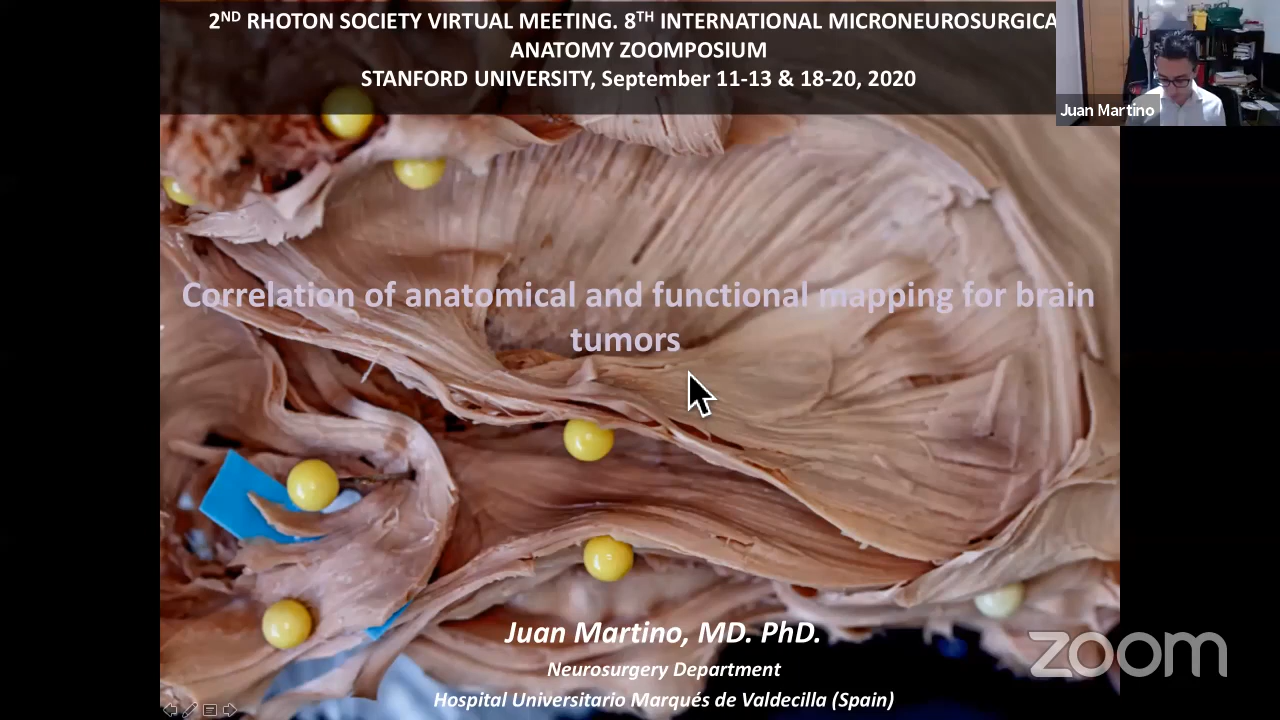 2ND RHOTON SOCIETY VIRTUAL MEETING. 8TH INTERNATIONAL MICRONEUROSURGICA
ANATOMY ZOOMPOSIUM
STANFORD UNIVERSITY, September 11-13 & 18-20, 2020
Juan Martino
Correlation of anatomical and functional mapping for brain
tumors
Juan Martino, MD. PhD.
Neurosurgery Department
Hospital Universitario Marqués de Valdecilla (Spain)
zoom